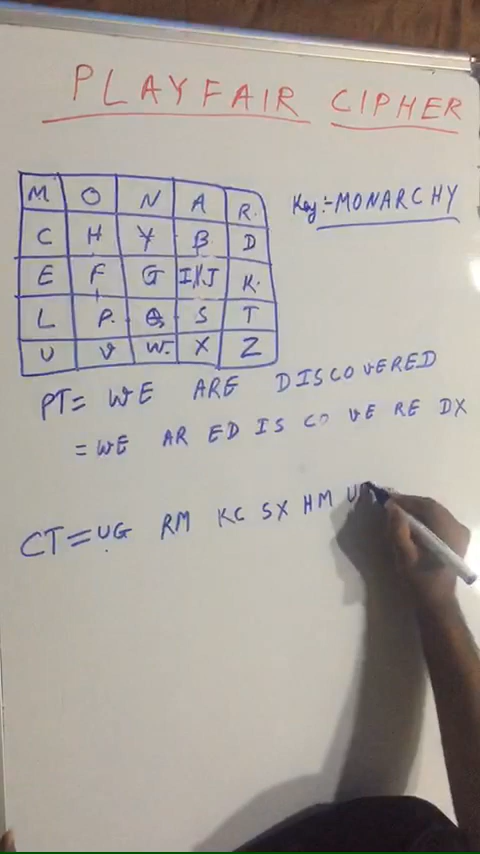 PLAYFAIR CIPHER
Key:- MONARCHY
M O N A R.
C H Y B D
E F G I/J K.
L P. Q S T
U V W. X Z
PT= WE ARE DISCOVERED
= WE AR ED IS CO VE RE DX
CT= UG RM KC SX HM U